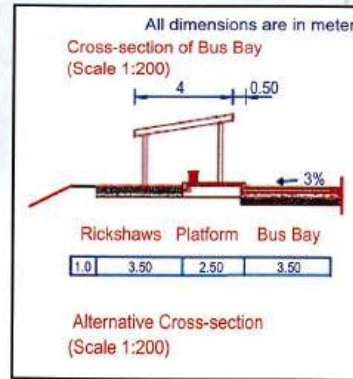 All dimensions are in meter
Cross-section of Bus Bay
(Scale 1:200)
4 0.50
3%
Rickshaws Platform Bus Bay
1.0 3.50 2.50 3.50
Alternative Cross-section
(Scale 1:200)